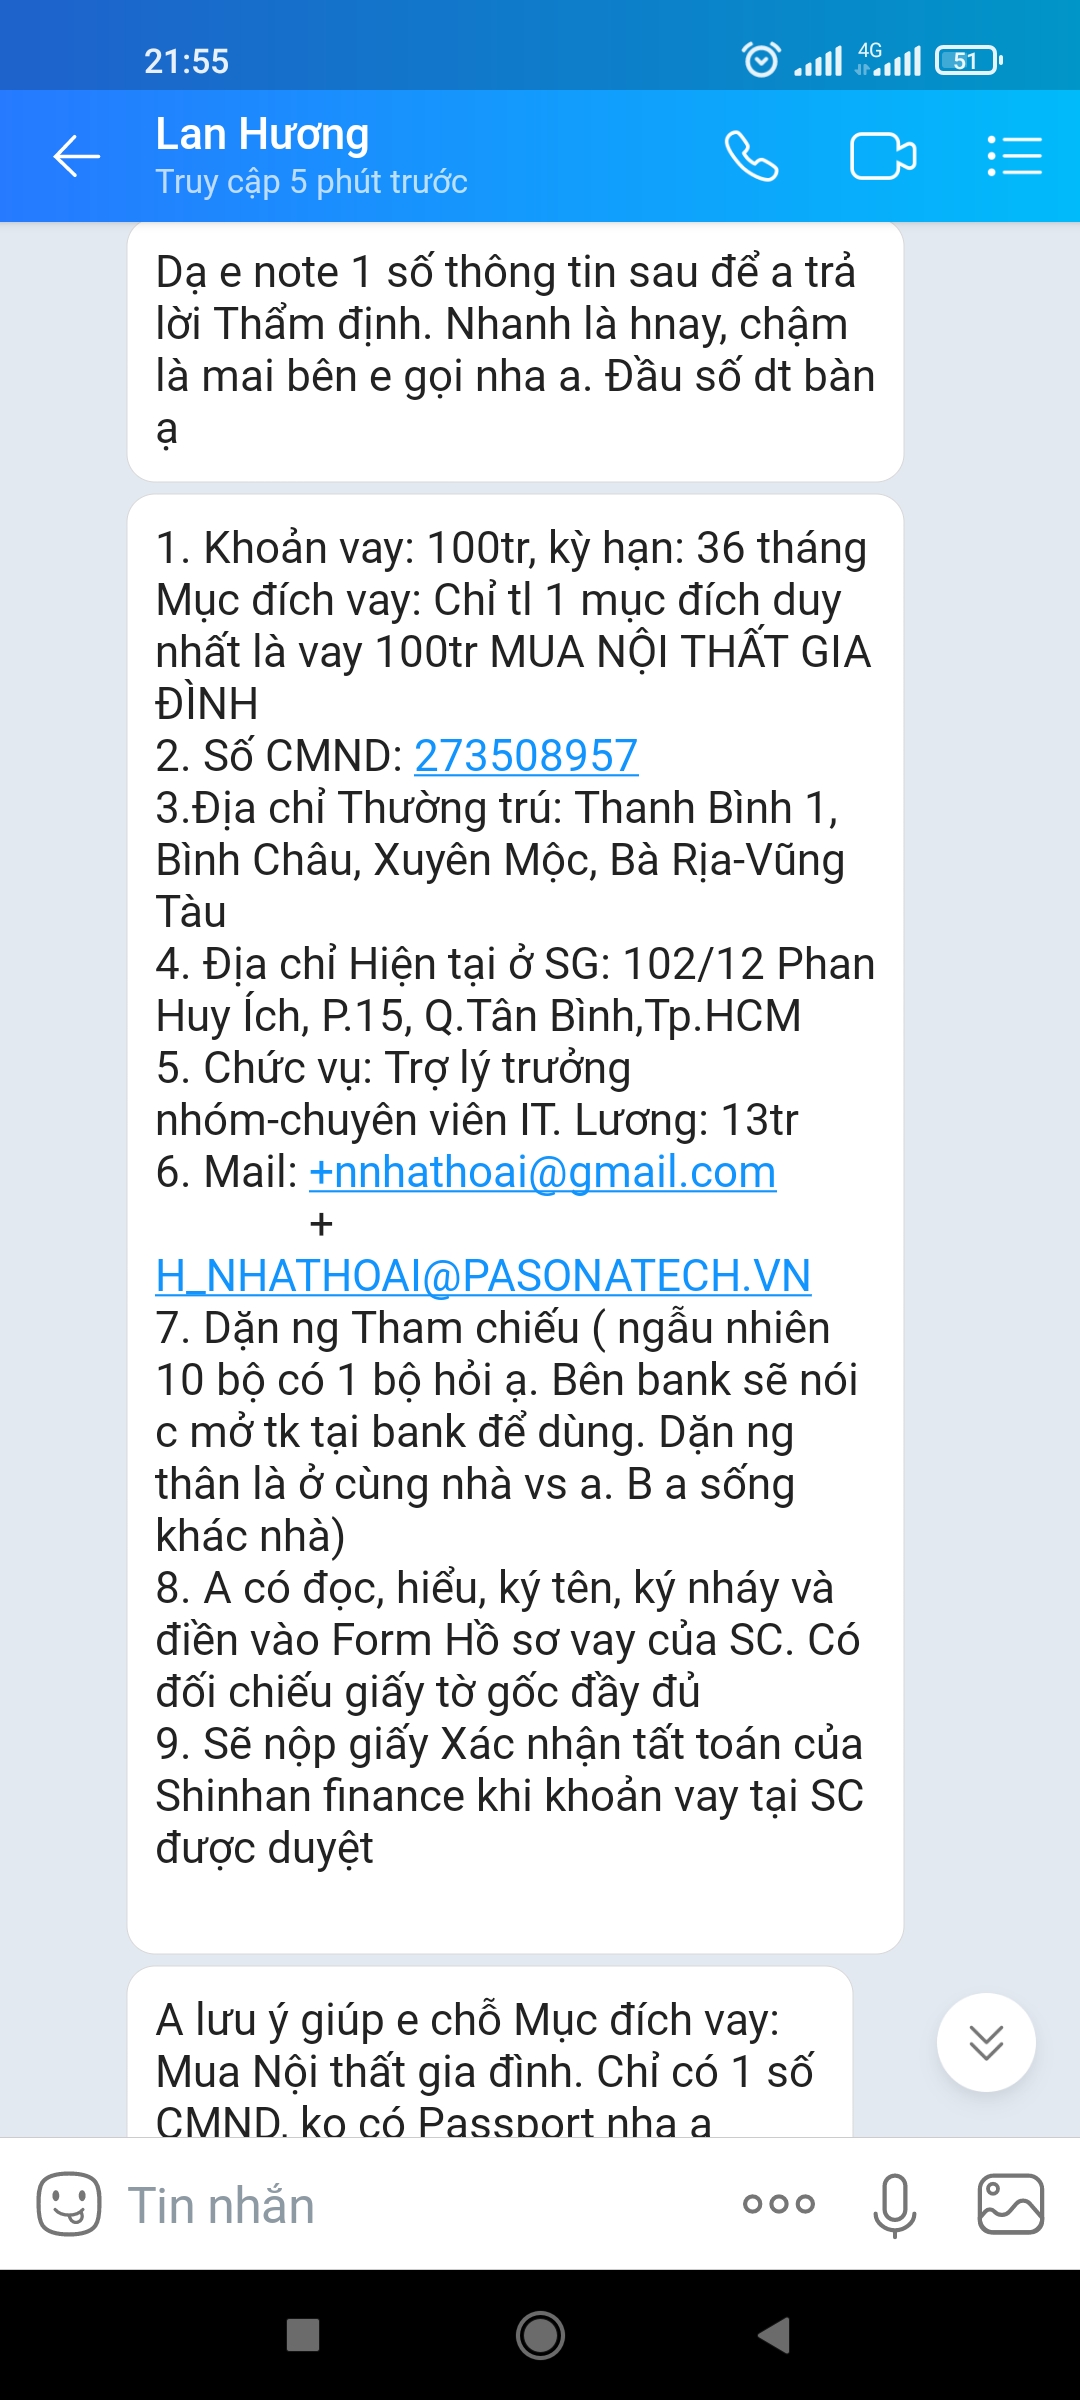 21:55
4G
51
Lan Hương
Truy cập 5 phút trước
Dạ e note 1 số thông tin sau để a trả
lời Thẩm định. Nhanh là hnay, chậm
là mai bên e gọi nha a. Đầu số dt bàn
ạ
1. Khoản vay: 100tr, kỳ hạn: 36 tháng
Mục đích vay: Chỉ tl 1 mục đích duy
nhất là vay 100tr MUA NỘI THẤT GIA
ĐÌNH
2. Số CMND: 273508957
3.Địa chỉ Thường trú: Thanh Bình 1,
Bình Châu, Xuyên Mộc, Bà Rịa-Vũng
Tàu
4. Địa chỉ Hiện tại ở SG: 102/12 Phan
Huy Ích, P.15, Q.Tân Bình,Tp.HCM
5. Chức vụ: Trợ lý trưởng
nhóm-chuyên viên IT. Lương: 13tr
6. Mail: +nnhathoai@gmail.com
+
H_NHATHOAI@PASONATECH.VN
7. Dặn ng Tham chiếu ( ngẫu nhiên
10 bộ có 1 bộ hỏi ạ. Bên bank sẽ nói
c mở tk tại bank để dùng. Dặn ng
thân là ở cùng nhà vs a. B a sống
khác nhà)
8. A có đọc, hiểu, ký tên, ký nháy và
điền vào Form Hồ sơ vay của SC. Có
đối chiếu giấy tờ gốc đầy đủ
9. Sẽ nộp giấy Xác nhận tất toán của
Shinhan finance khi khoản vay tại SC
được duyệt
A lưu ý giúp e chỗ Mục đích vay:
Mua Nội thất gia đình. Chỉ có 1 số
CMND, ko có Passport nha a
Tin nhắn